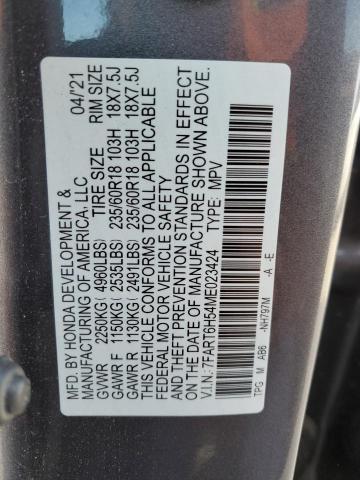 MFD. BY HONDA DEVELOPMENT & 04/'21
MANUFACTURING OF AMERICA, LLC
TIRE SIZE RIM SIZE
GVWR 2250KG (4960LBS)
GAWR F 1150KG (2535LBS) 235/60R18 103H 18X7.5J
GAWR R 1130KG (2491LBS) 235/60R18 103H 18X7.5J
THIS VEHICLE CONFORMS TO ALL APPLICABLE
FEDERAL MOTOR VEHICLE SAFETY
AND THEFT PREVENTION STANDARDS IN EFFECT
ON THE DATE OF MANUFACTURE SHOWN ABOVE.
V.I.N.: 7FART6H54ME023424 TYPE: MPV
TPG M AB6 -NH797M -A -E